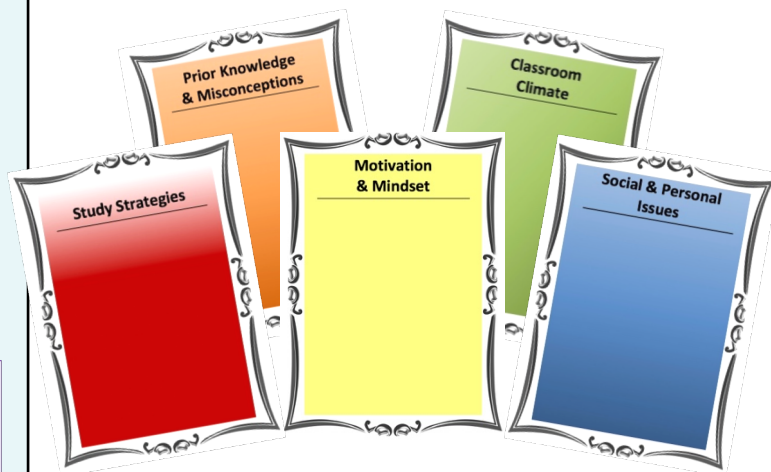 Prior Knowledge
& Misconceptions
Classroom
Climate
Study Strategies
Motivation
& Mindset
Social & Personal
Issues